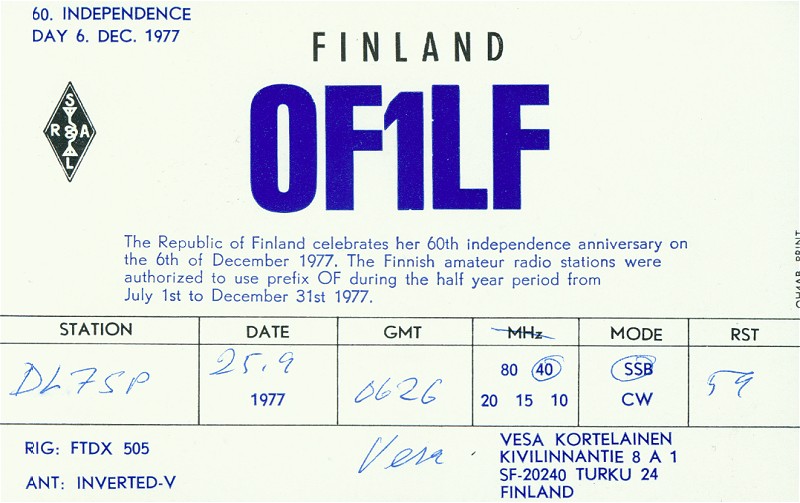 60. INDEPENDENCE
DAY 6. DEC. 1977
FINLAND
OF1LF
S
R A
L
The Republic of Finland celebrates her 60th independence anniversary on
the 6th of December 1977. The Finnish amateur radio stations were
authorized to use prefix OF during the half year period from
July 1st to December 31st 1977.
OH1AB PRINT
STATION DATE GMT MHz MODE RST
DL7SP 25.9 1977 0626 80 40 SSB 59
20 15 10 CW
RIG: FTDX 505
ANT: INVERTED-V
Vesa
VESA KORTELAINEN
KIVILINNANTIE 8 A 1
SF-20240 TURKU 24
FINLAND